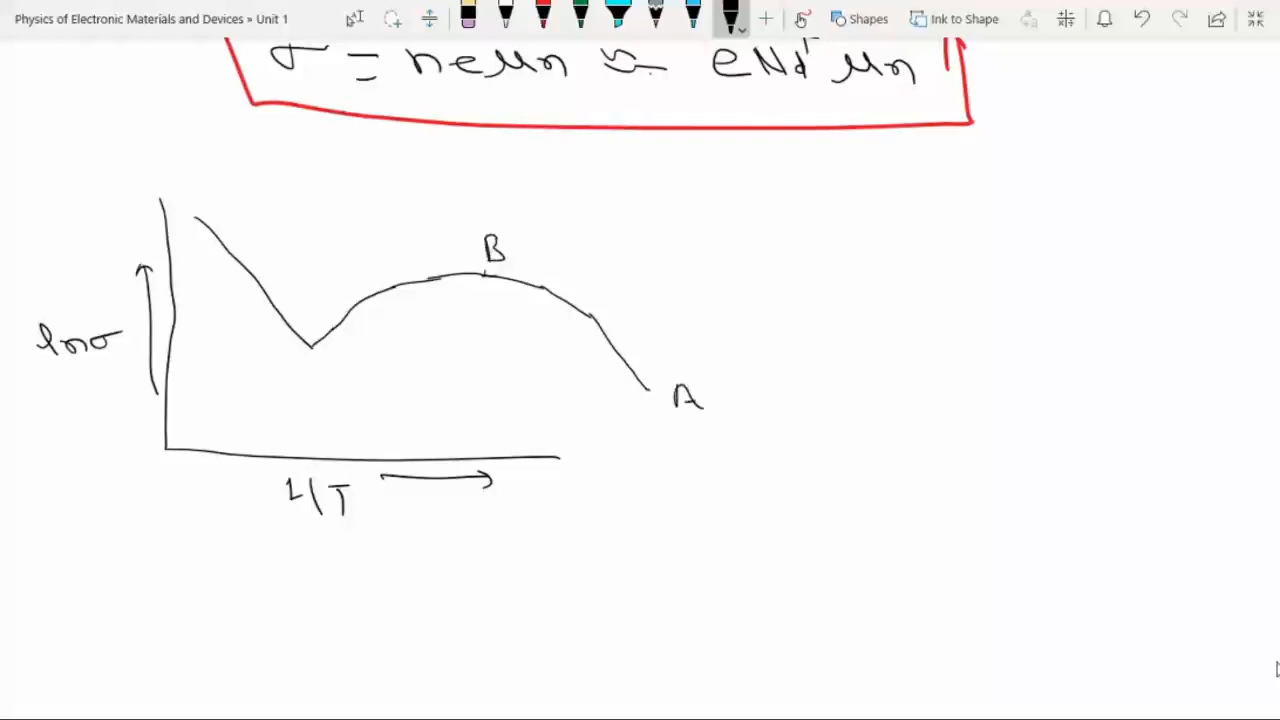 Physics of Electronic Materials and Devices » Unit 1
Shapes
Ink to Shape
σ = neμn ≈ eNd⁺ μn
B
lnσ
A
1/T